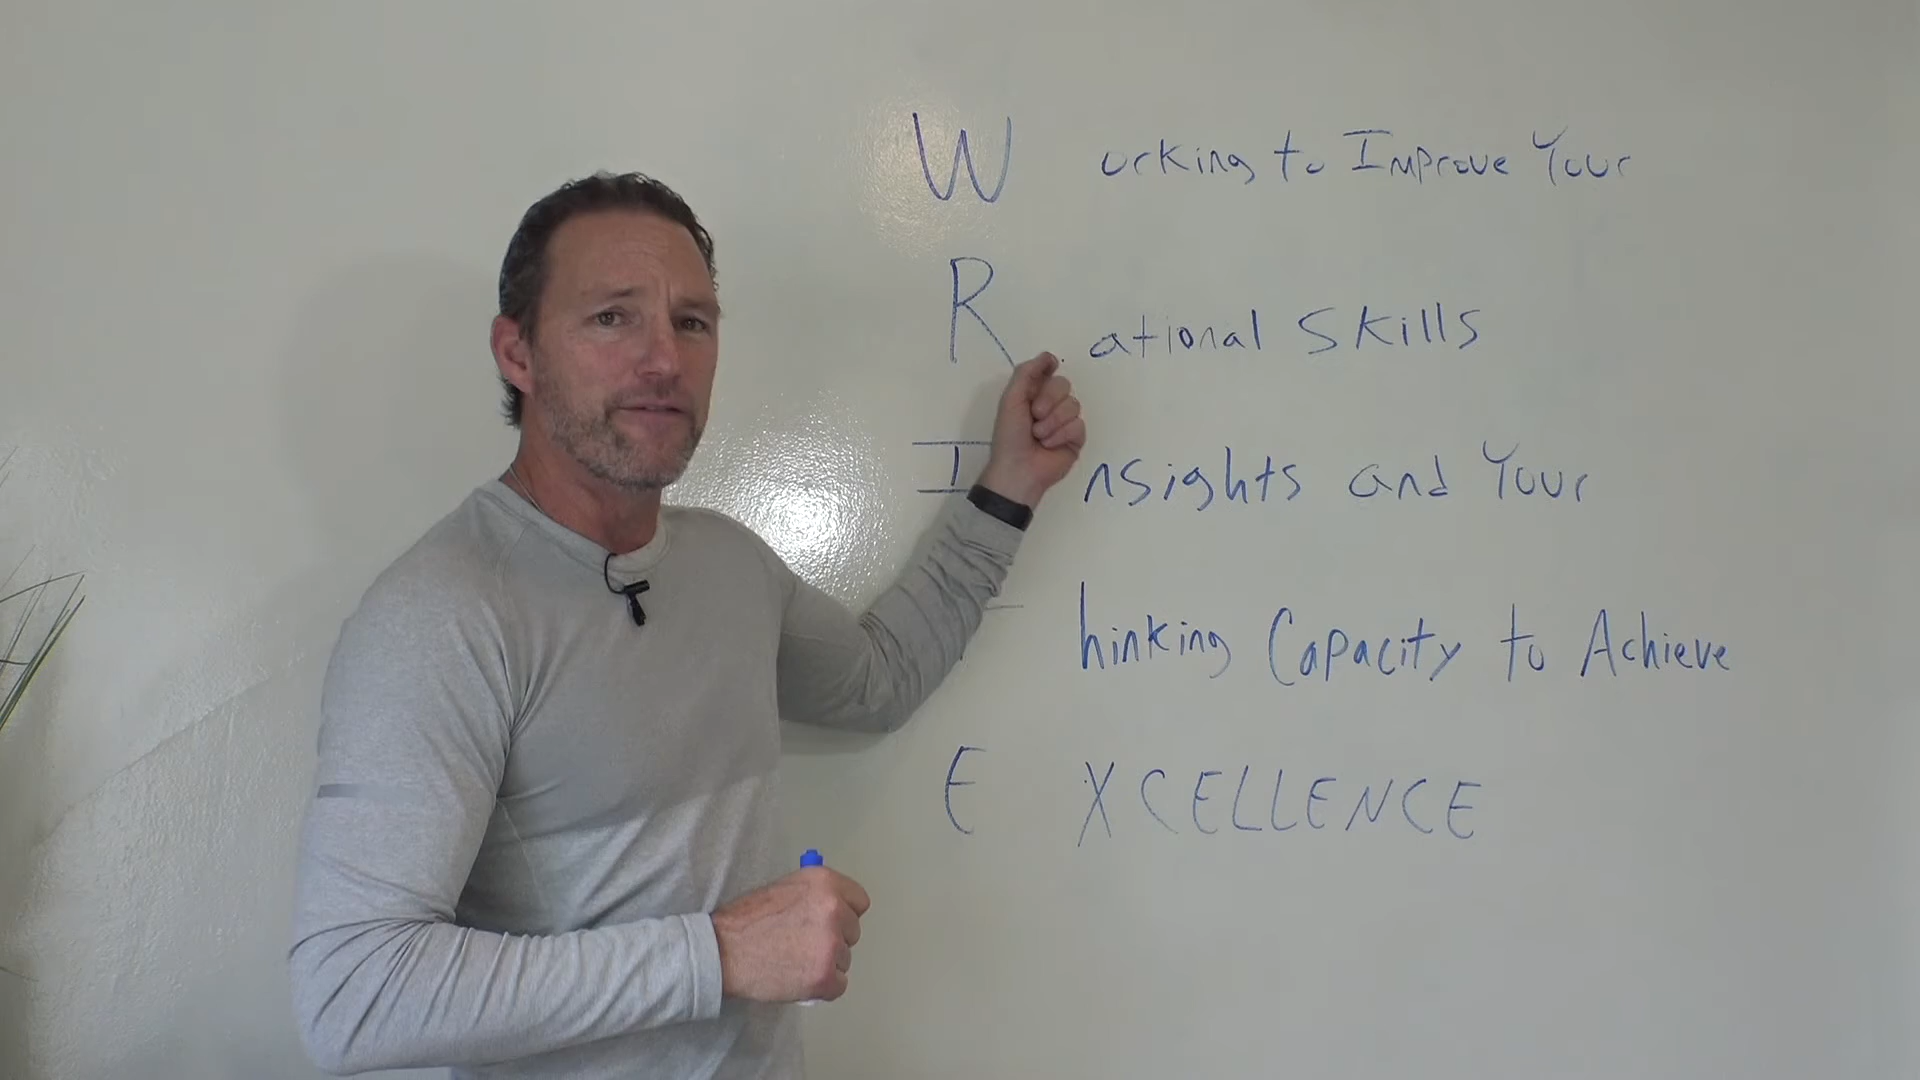 W orking to Improve Your
R ational Skills
I nsights and Your
T hinking Capacity to Achieve
E XCELLENCE